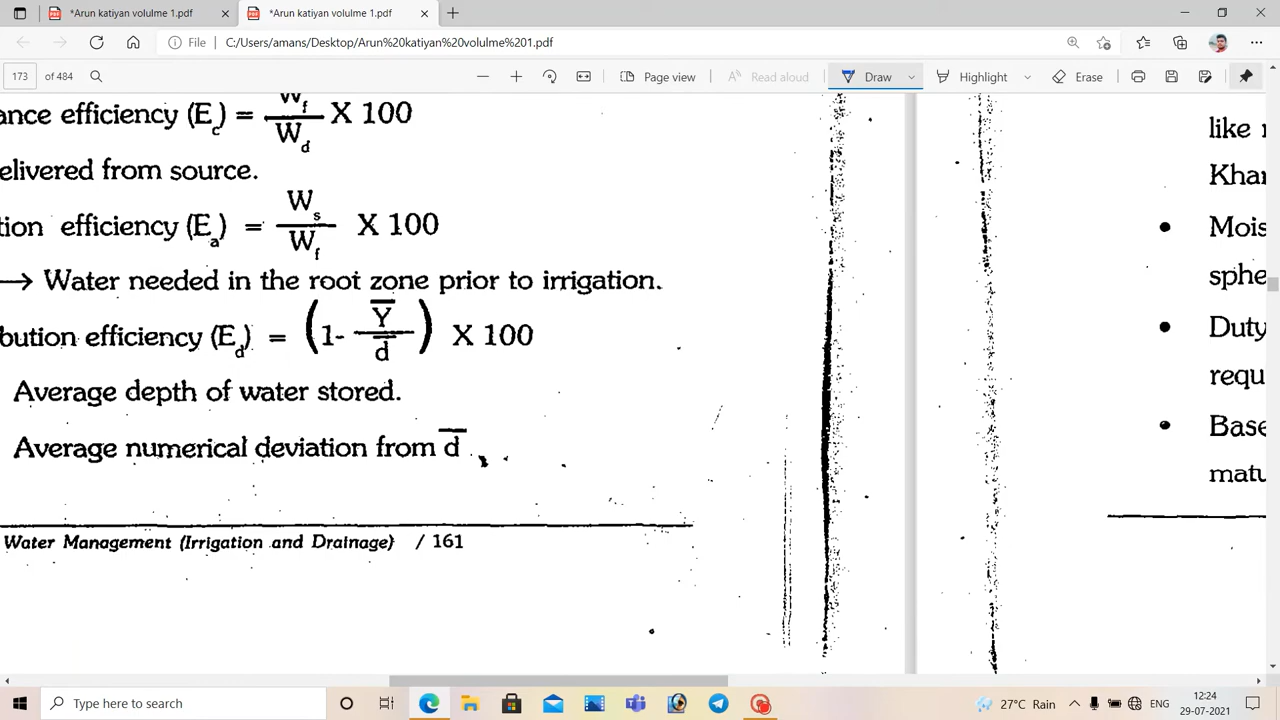 *Arun katiyan volulme 1.pdf
*Arun katiyan volulme 1.pdf
File C:/Users/amans/Desktop/Arun%20katiyan%20volulme%201.pdf
173 of 484
Page view
Read aloud
Draw
Highlight
Erase
ance efficiency (Ec) = Wf/Wd X 100
elivered from source.
tion efficiency (Ea) = Ws/Wf X 100
→ Water needed in the root zone prior to irrigation.
bution efficiency (Ed) = (1- Y̅/d̅) X 100
Average depth of water stored.
Average numerical deviation from d̅
Water Management (Irrigation and Drainage) / 161
like
Khar
• Mois
sphe
• Duty
requ
• Base
matu
Type here to search
27°C Rain
ENG
12:24
29-07-2021